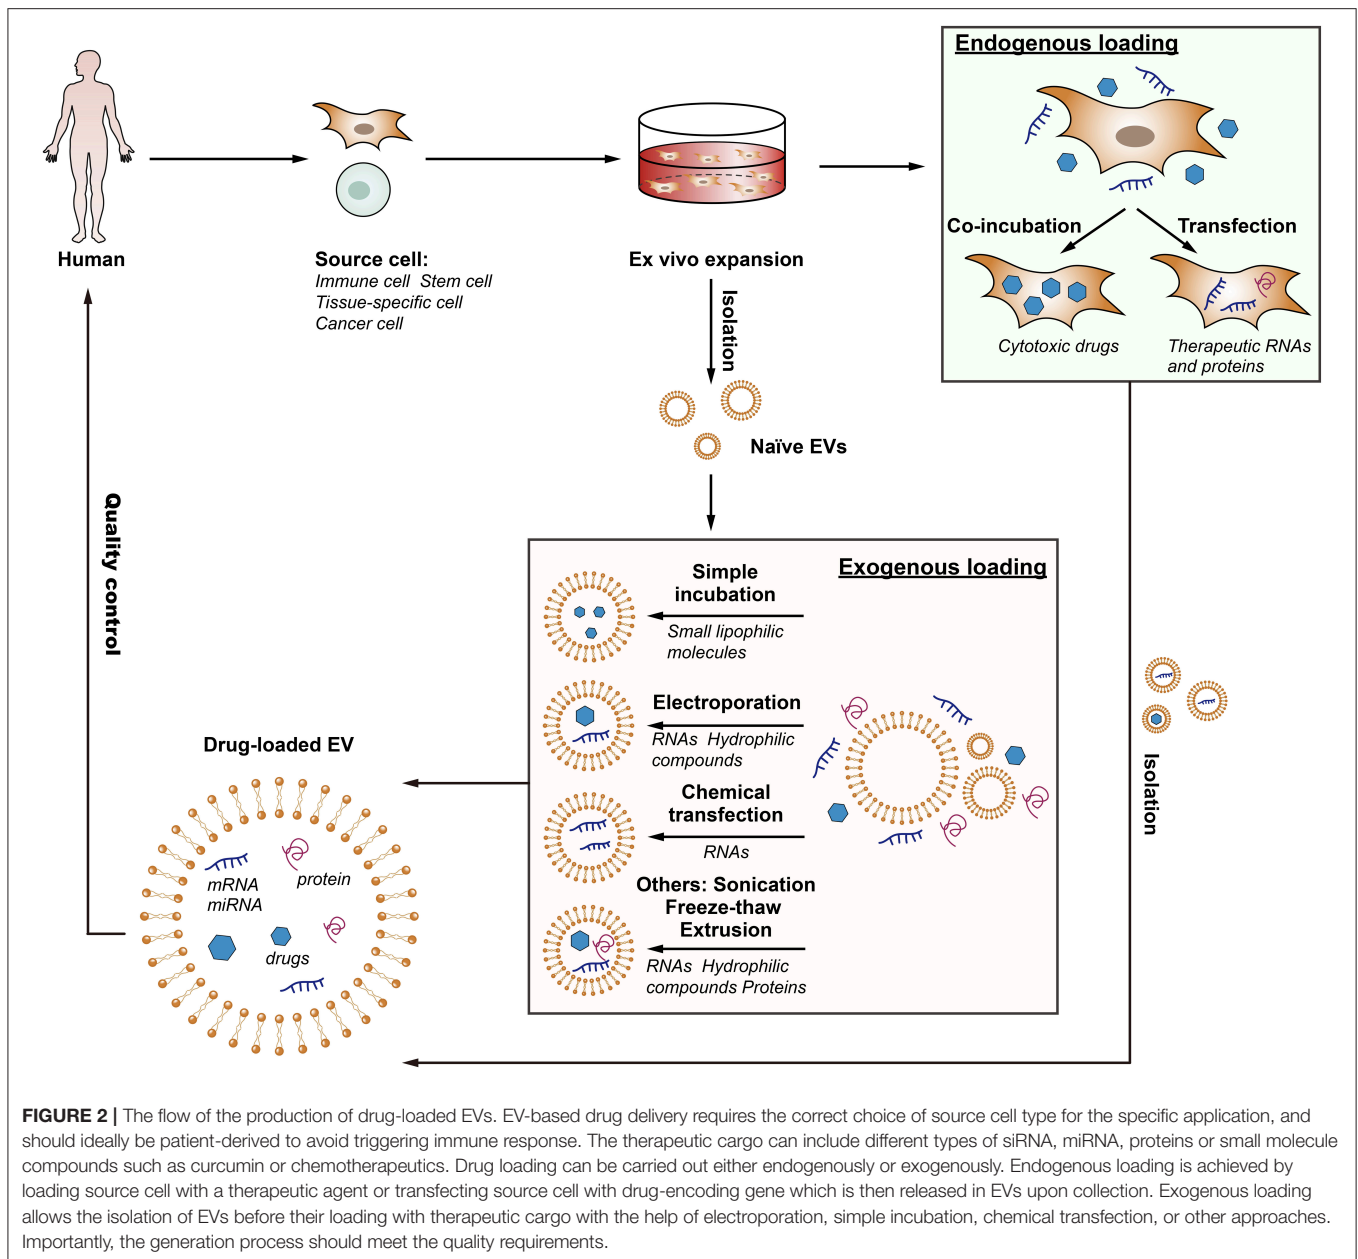 Endogenous loading
Co-incubation
Transfection
Cytotoxic drugs
Therapeutic RNAs
and proteins
Human
Source cell:
Immune cell Stem cell
Tissue-specific cell
Cancer cell
Ex vivo expansion
Isolation
Naïve EVs
Quality control
Exogenous loading
Simple
incubation
Small lipophilic
molecules
Electroporation
RNAs Hydrophilic
compounds
Chemical
transfection
RNAs
Others: Sonication
Freeze-thaw
Extrusion
RNAs Hydrophilic
compounds Proteins
Isolation
Drug-loaded EV
mRNA
miRNA
protein
drugs
FIGURE 2 | The flow of the production of drug-loaded EVs. EV-based drug delivery requires the correct choice of source cell type for the specific application, and
should ideally be patient-derived to avoid triggering immune response. The therapeutic cargo can include different types of siRNA, miRNA, proteins or small molecule
compounds such as curcumin or chemotherapeutics. Drug loading can be carried out either endogenously or exogenously. Endogenous loading is achieved by
loading source cell with a therapeutic agent or transfecting source cell with drug-encoding gene which is then released in EVs upon collection. Exogenous loading
allows the isolation of EVs before their loading with therapeutic cargo with the help of electroporation, simple incubation, chemical transfection, or other approaches.
Importantly, the generation process should meet the quality requirements.